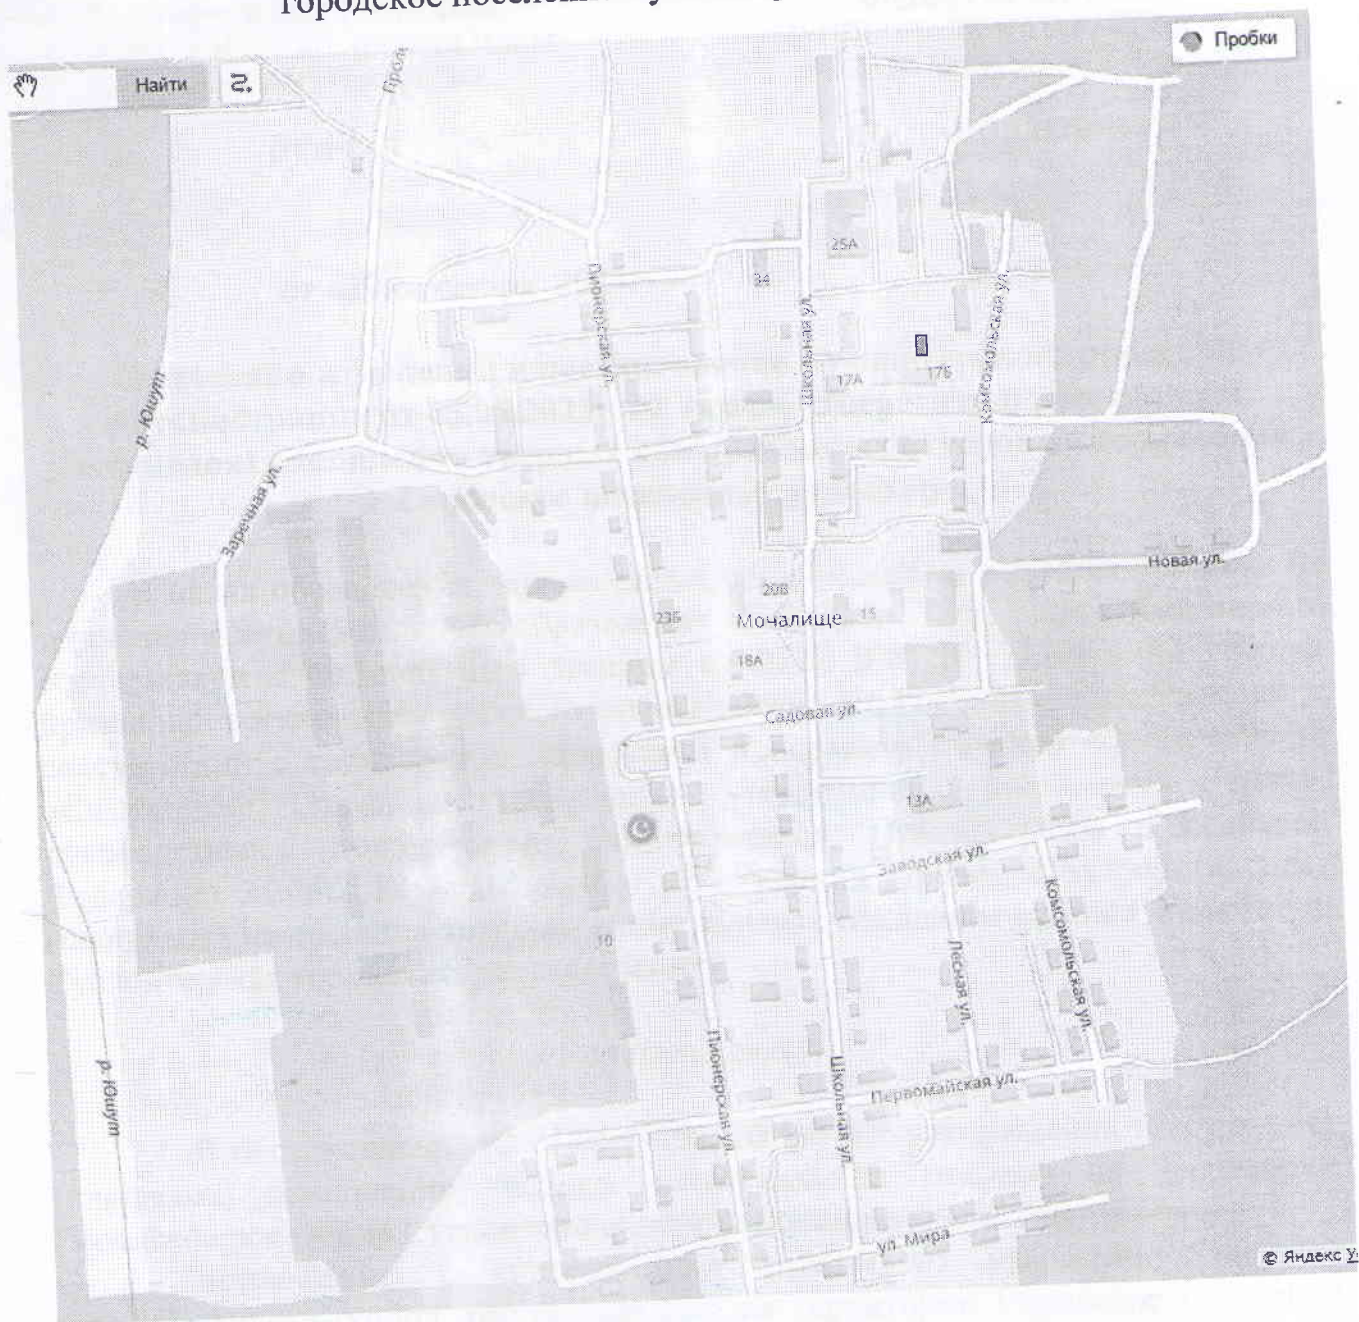 городское
Пробки
Найти
25А
Пионерская ул.
Школьная ул.
Комсомольская ул.
17А
17Б
р. Юшут
Заречная ул.
Новая ул.
20В
23Б
Мочалище
15
18А
Садовая ул.
13А
Заводская ул.
10
Лесная ул.
Комсомольская ул.
р. Юшут
Пионерская ул.
Школьная ул.
Первомайская ул.
ул. Мира
© Яндекс